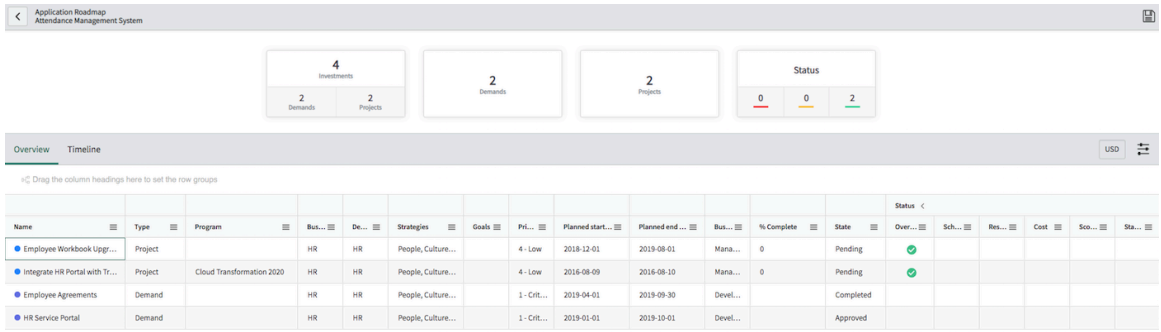 Application Roadmap
Attendance Management System
4
Investments
2 Demands
2 Projects
2
Demands
2
Projects
Status
0 0 2
Overview Timeline USD
Drag the column headings here to set the row groups
Status <
Name Type Program Bus... De... Strategies Goals Pri... Planned start... Planned end ... Bus... % Complete State Over... Sch... Res... Cost Sco... Sta...
Employee Workbook Upgr... Project HR HR People, Culture... 4 - Low 2018-12-01 2019-08-01 Mana... 0 Pending
Integrate HR Portal with Tr... Project Cloud Transformation 2020 HR HR People, Culture... 4 - Low 2016-08-09 2016-08-10 Mana... 0 Pending
Employee Agreements Demand HR HR People, Culture... 1 - Crit... 2019-04-01 2019-09-30 Devel... Completed
HR Service Portal Demand HR HR People, Culture... 1 - Crit... 2019-01-01 2019-10-01 Devel... Approved